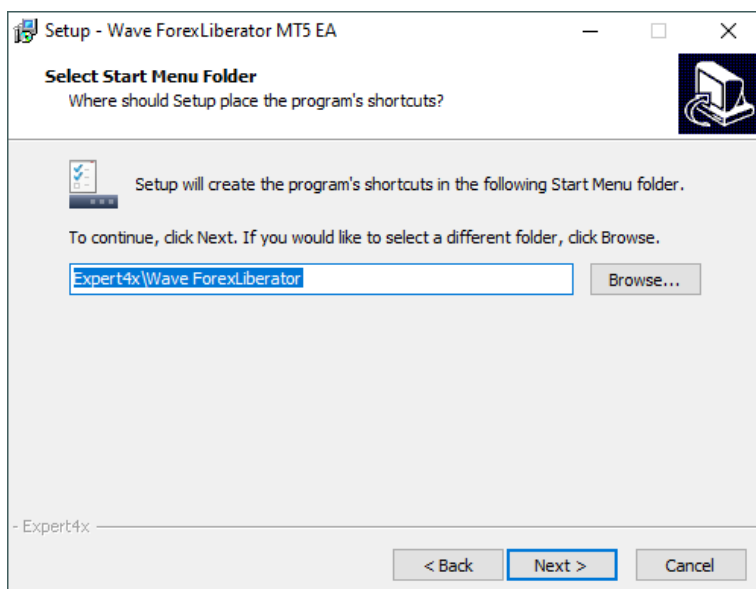 Setup - Wave ForexLiberator MT5 EA
Select Start Menu Folder
Where should Setup place the program's shortcuts?
Setup will create the program's shortcuts in the following Start Menu folder.
To continue, click Next. If you would like to select a different folder, click Browse.
Expert4x\Wave ForexLiberator
Browse...
- Expert4x
< Back
Next >
Cancel